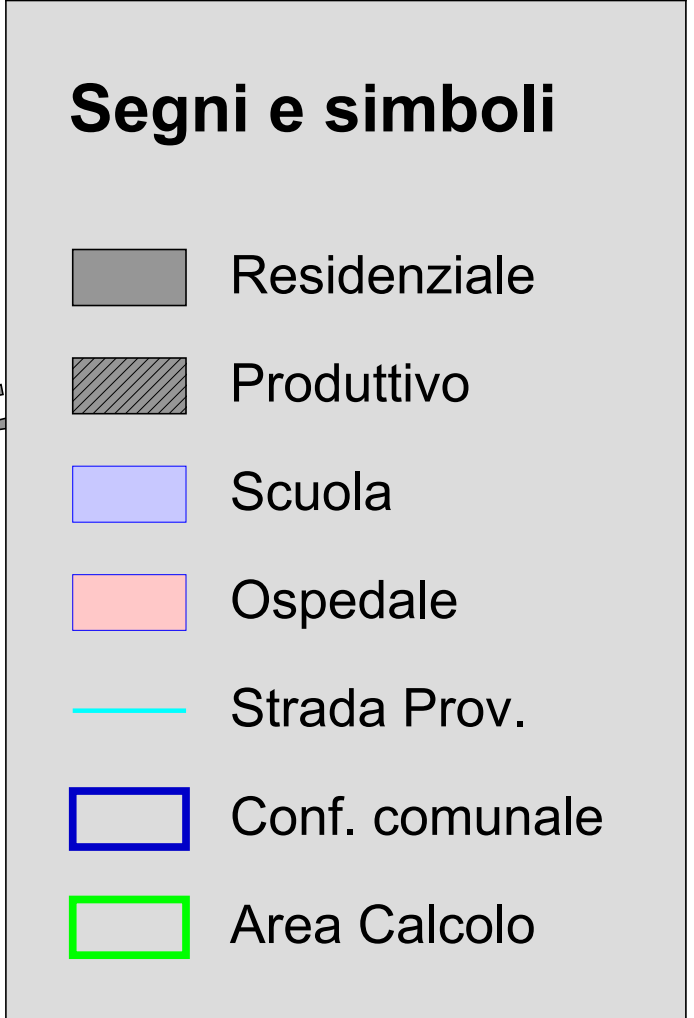 Segni e simboli
Residenziale
Produttivo
Scuola
Ospedale
Strada Prov.
Conf. comunale
Area Calcolo